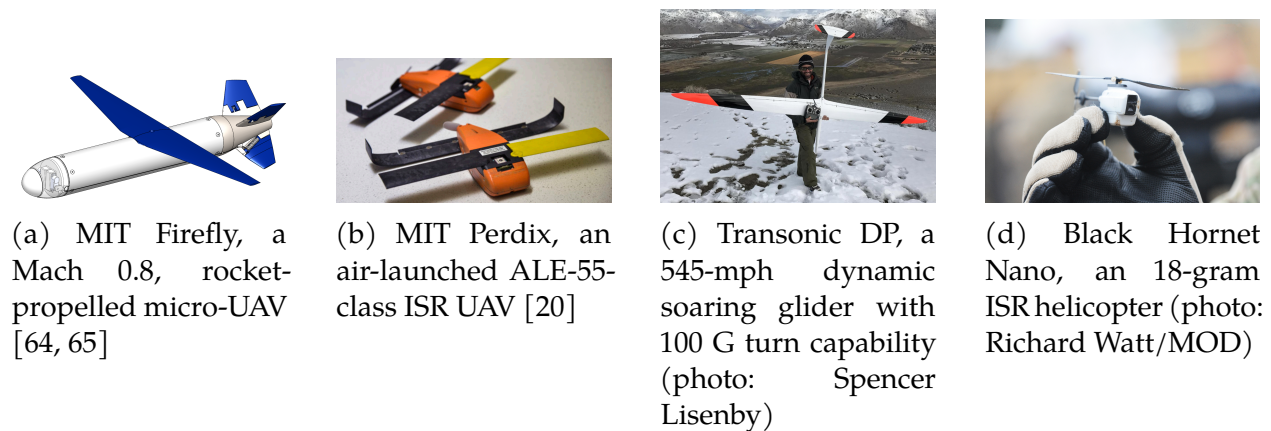 (a) MIT Firefly, a
Mach 0.8, rocket-
propelled micro-UAV
[64, 65]
(b) MIT Perdix, an
air-launched ALE-55-
class ISR UAV [20]
(c) Transonic DP, a
545-mph dynamic
soaring glider with
100 G turn capability
(photo: Spencer
Lisenby)
(d) Black Hornet
Nano, an 18-gram
ISR helicopter (photo:
Richard Watt/MOD)